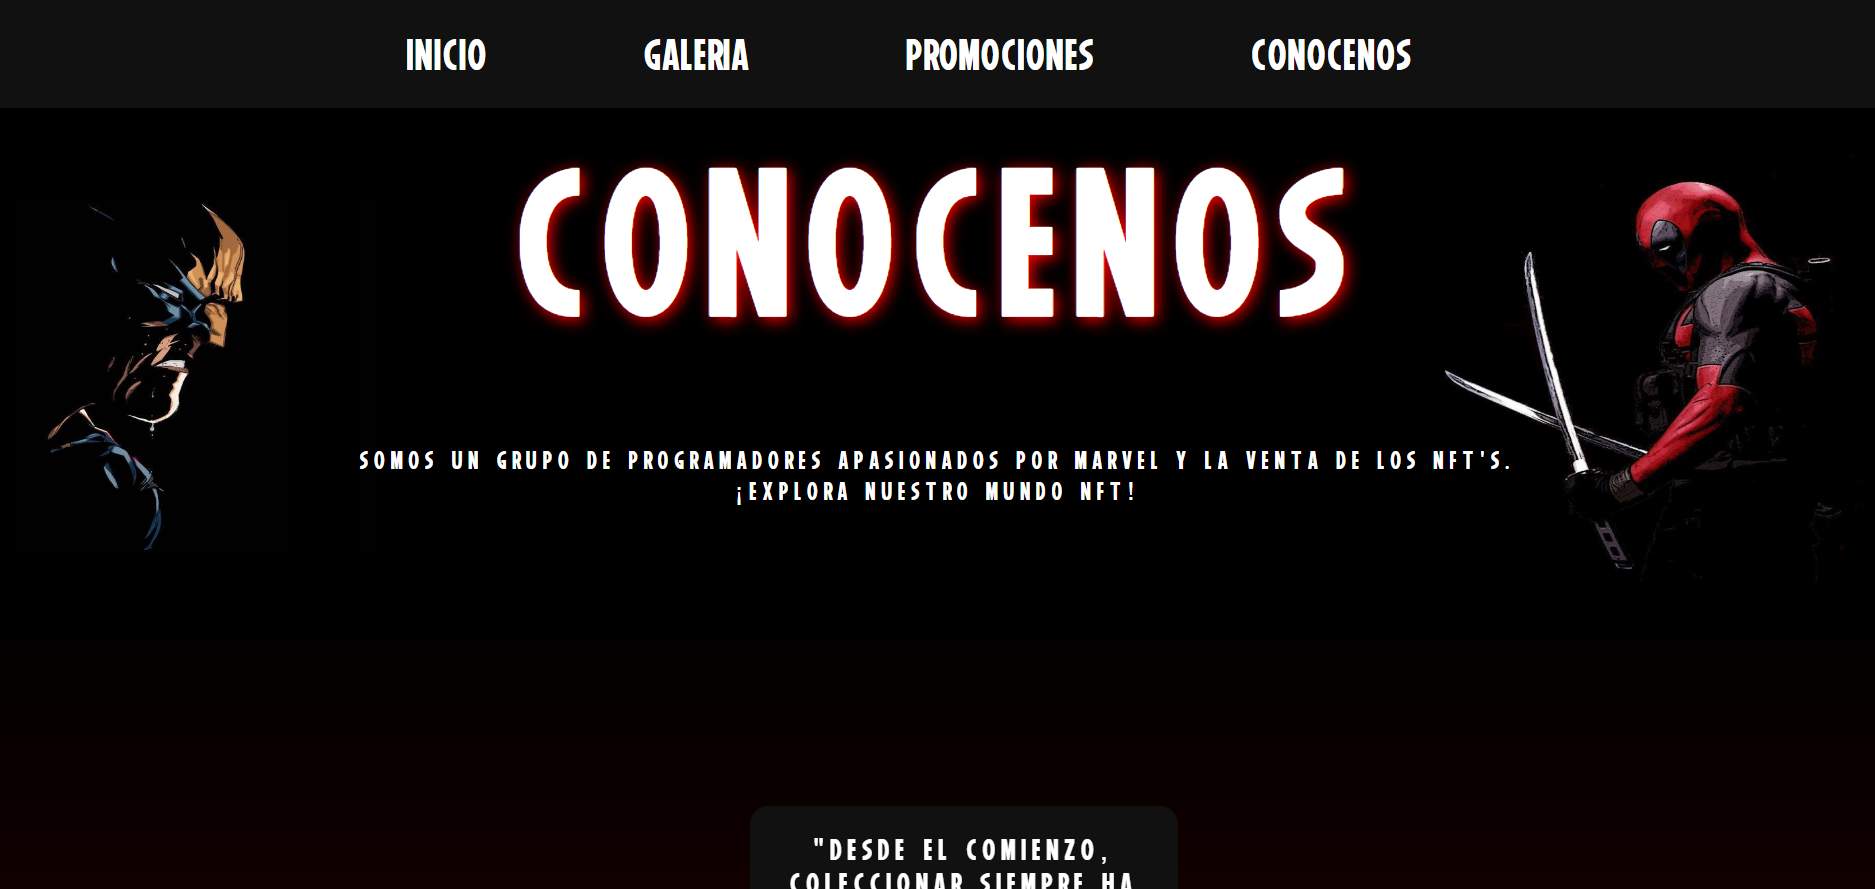 INICIO GALERIA PROMOCIONES CONOCENOS
CONOCENOS
SOMOS UN GRUPO DE PROGRAMADORES APASIONADOS POR MARVEL Y LA VENTA DE LOS NFT'S.
¡EXPLORA NUESTRO MUNDO NFT!
"DESDE EL COMIENZO,
COLECCIONAR SIEMPRE HA